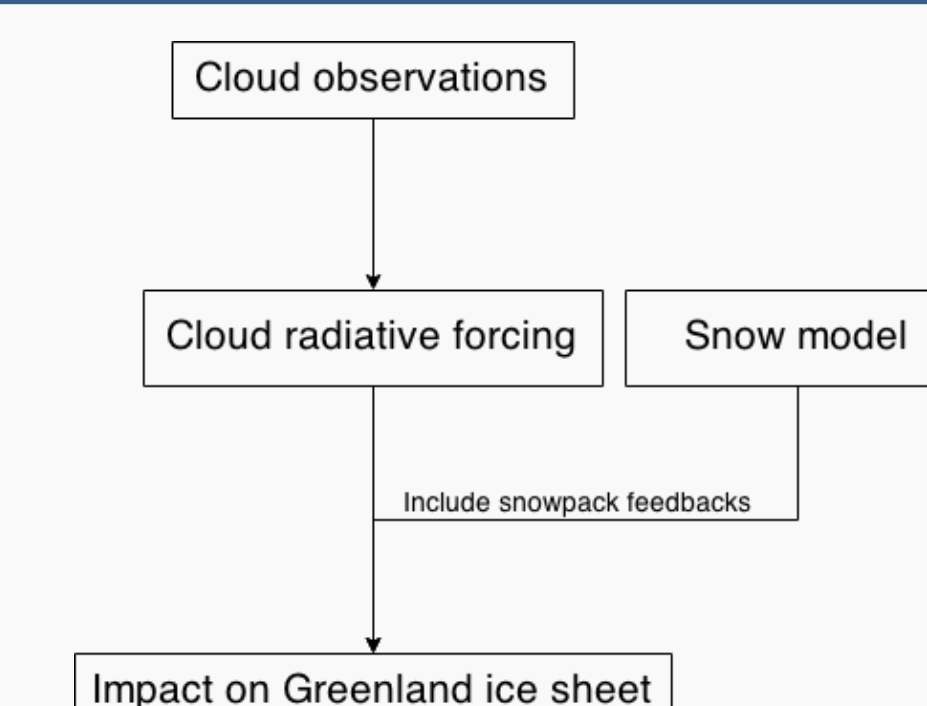 Cloud observations
Cloud radiative forcing
Snow model
Include snowpack feedbacks
Impact on Greenland ice sheet